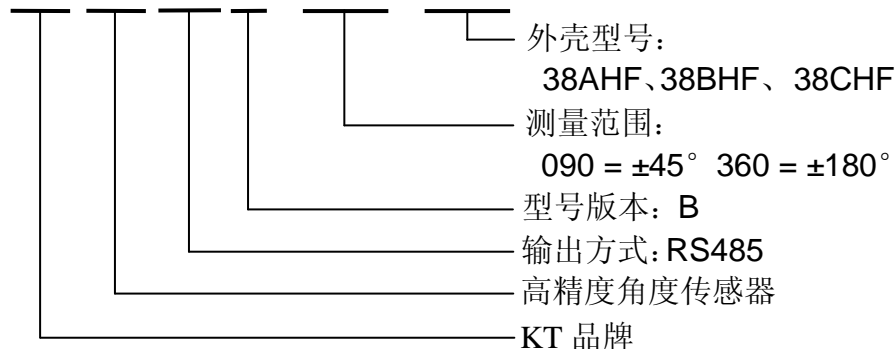 外壳型号：
38AHF、38BHF、38CHF
测量范围：
090 = ±45° 360 = ±180°
型号版本：B
输出方式：RS485
高精度角度传感器
KT 品牌